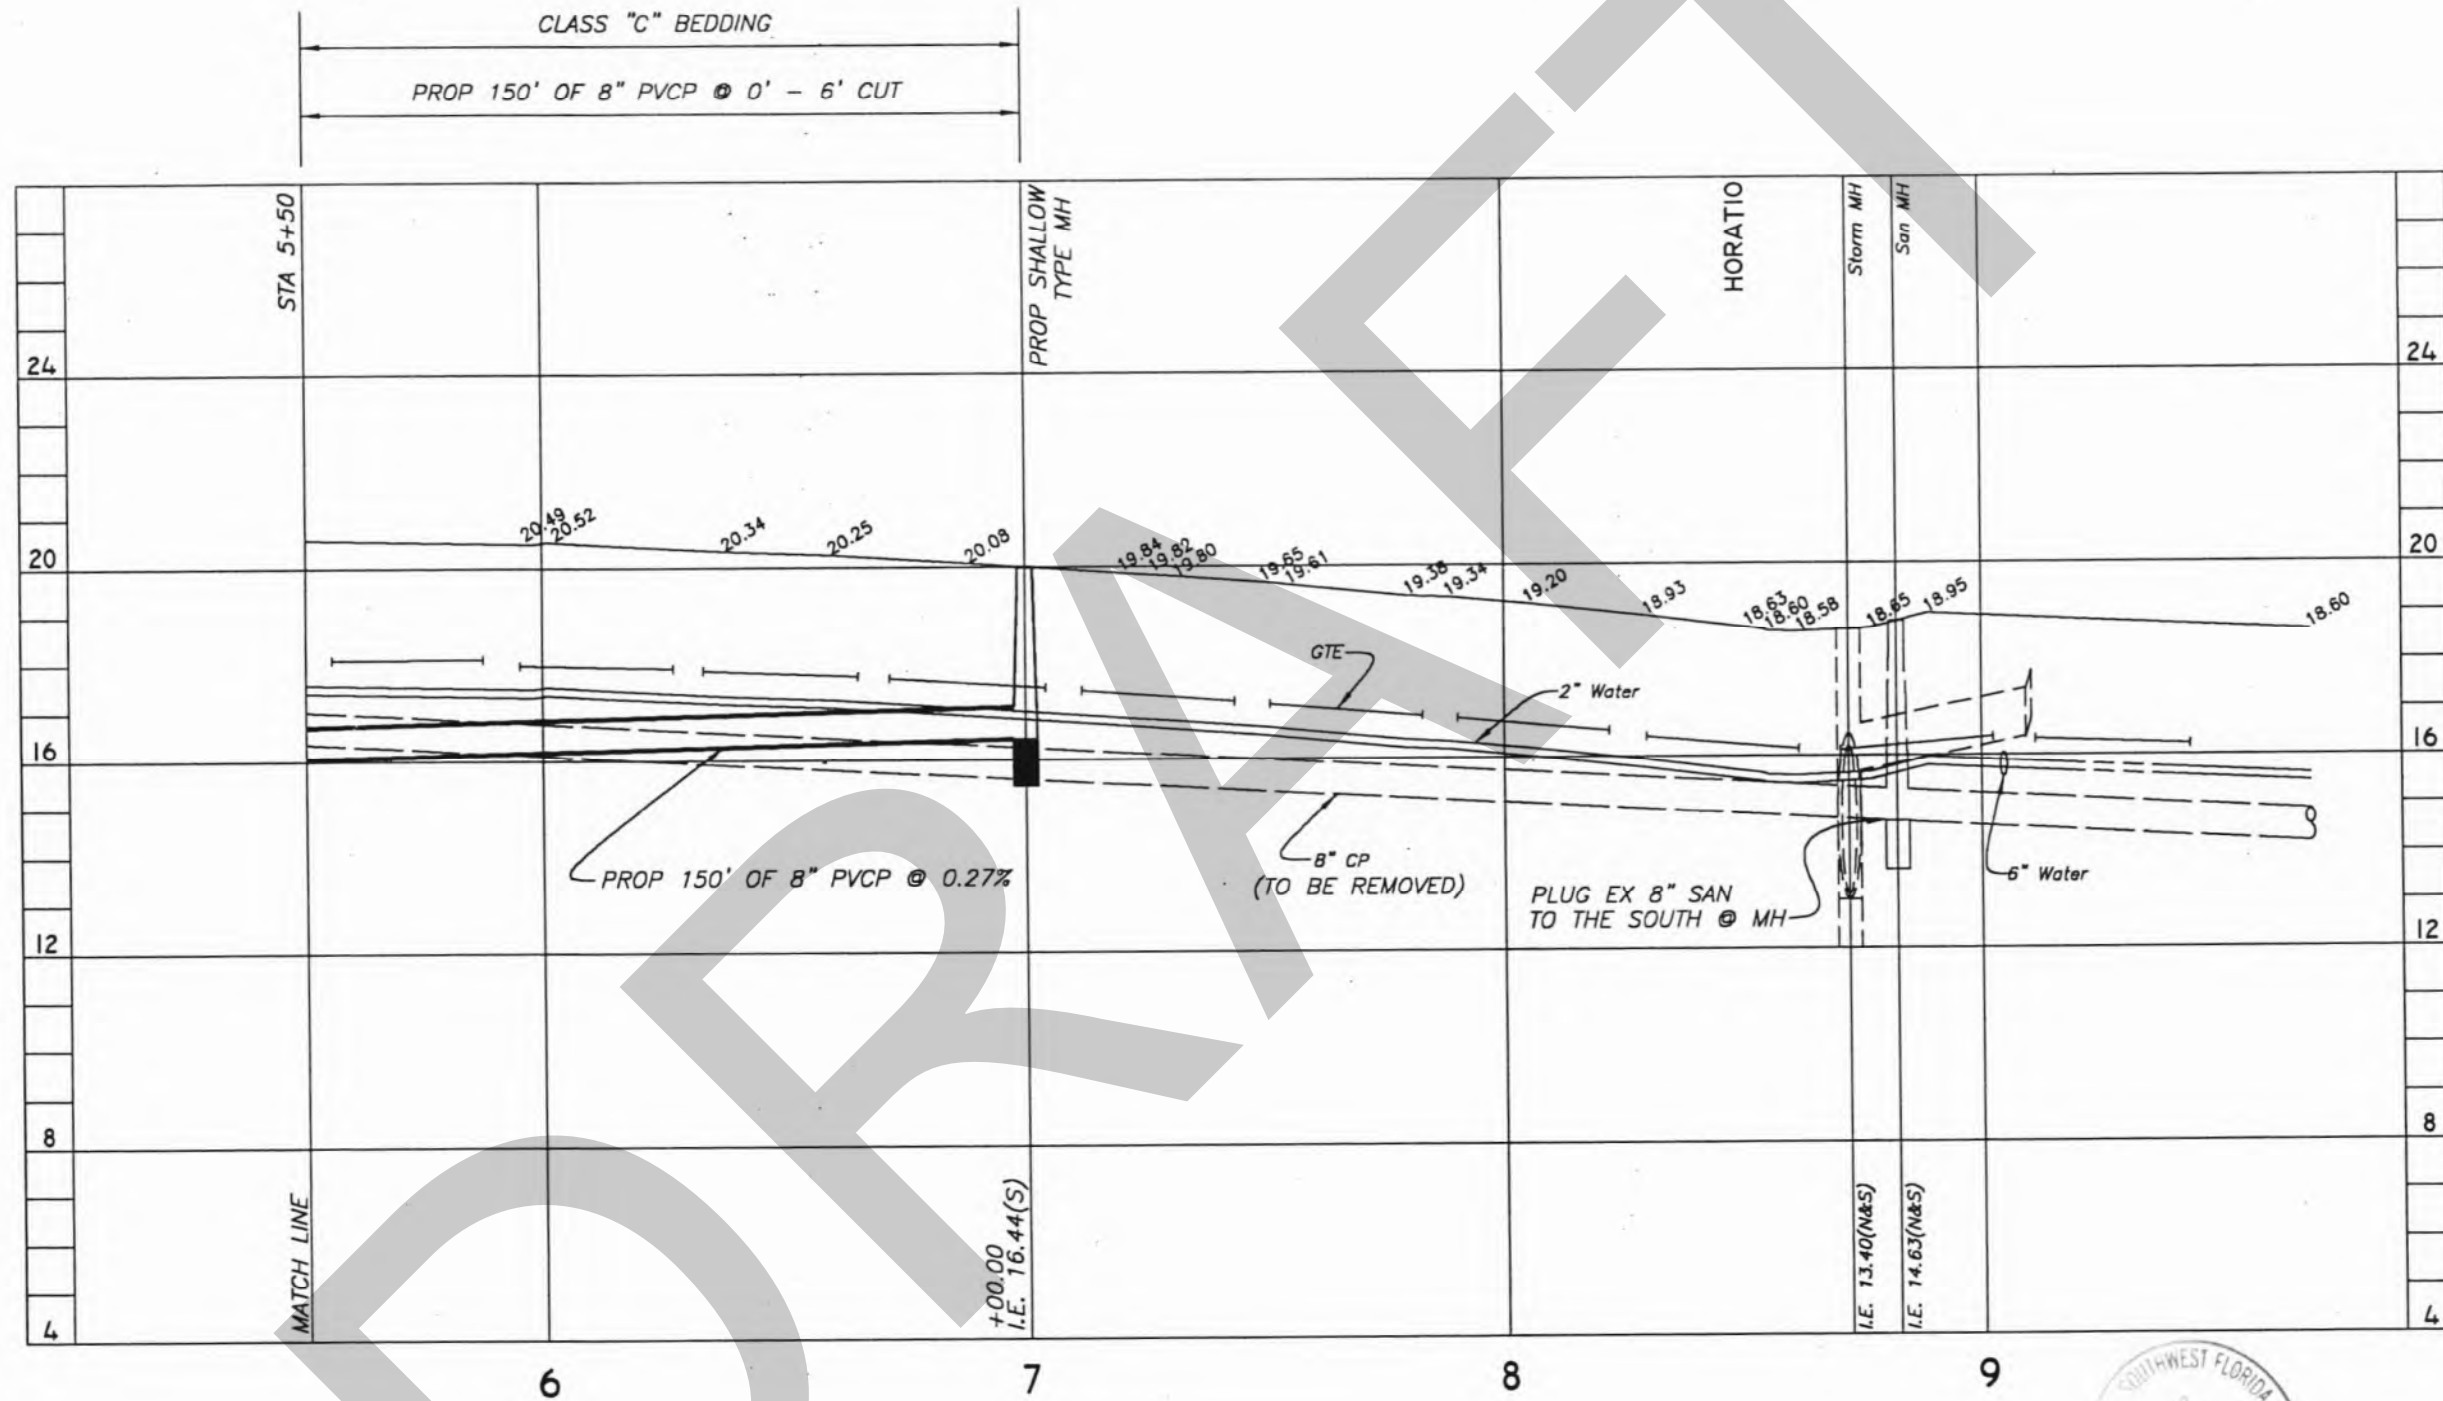 CLASS "C" BEDDING
PROP 150' OF 8" PVCP @ 0' - 6' CUT
STA 5+50
PROP SHALLOW
TYPE MH
HORATIO
Storm MH
San MH
24
24
20.49
20.52
20.34
20.25
20.08
19.84
19.82
19.80
19.65
19.61
19.38
19.34
19.20
18.93
18.63
18.60
18.58
18.65
18.95
18.60
20
20
GTE
2" Water
16
16
PROP 150' OF 8" PVCP @ 0.27%
8" CP
(TO BE REMOVED)
PLUG EX 8" SAN
TO THE SOUTH @ MH
6" Water
12
12
8
8
MATCH LINE
+00.00
I.E. 16.44(S)
I.E. 13.40(N&S)
I.E. 14.63(N&S)
4
4
6
7
8
9
SOUTHWEST FLORIDA
DRAFT